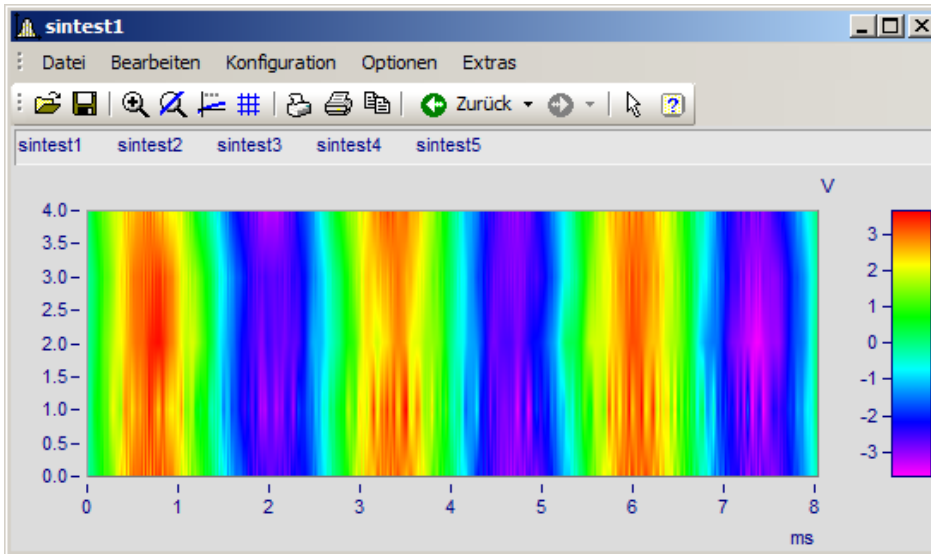 sintest1
Datei Bearbeiten Konfiguration Optionen Extras
Zurück
sintest1 sintest2 sintest3 sintest4 sintest5
V
4.0
3.5
3.0
2.5
2.0
1.5
1.0
0.5
0.0
0 1 2 3 4 5 6 7 8
ms
3
2
1
0
-1
-2
-3